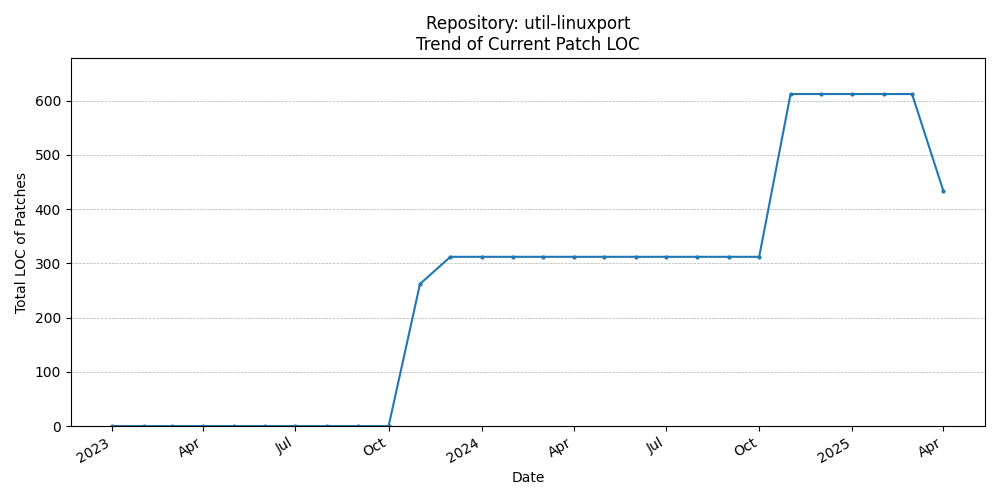 Repository: util-linuxport
Trend of Current Patch LOC
Total LOC of Patches
600
500
400
300
200
100
0
2023
Apr
Jul
Oct
2024
Apr
Jul
Oct
2025
Apr
Date